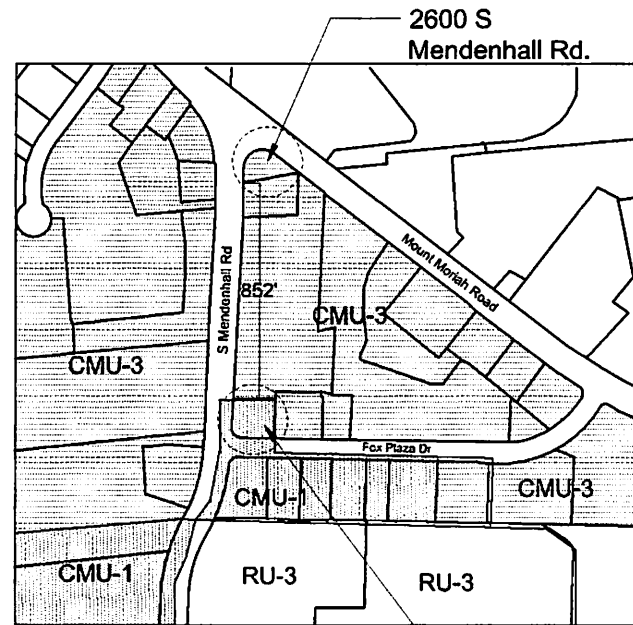 2600 S
Mendenhall Rd.
S Mendenhall Rd
852'
Mount Moriah Road
CMU-3
CMU-3
Fox Plaza Dr
CMU-1
CMU-3
CMU-1
RU-3
RU-3